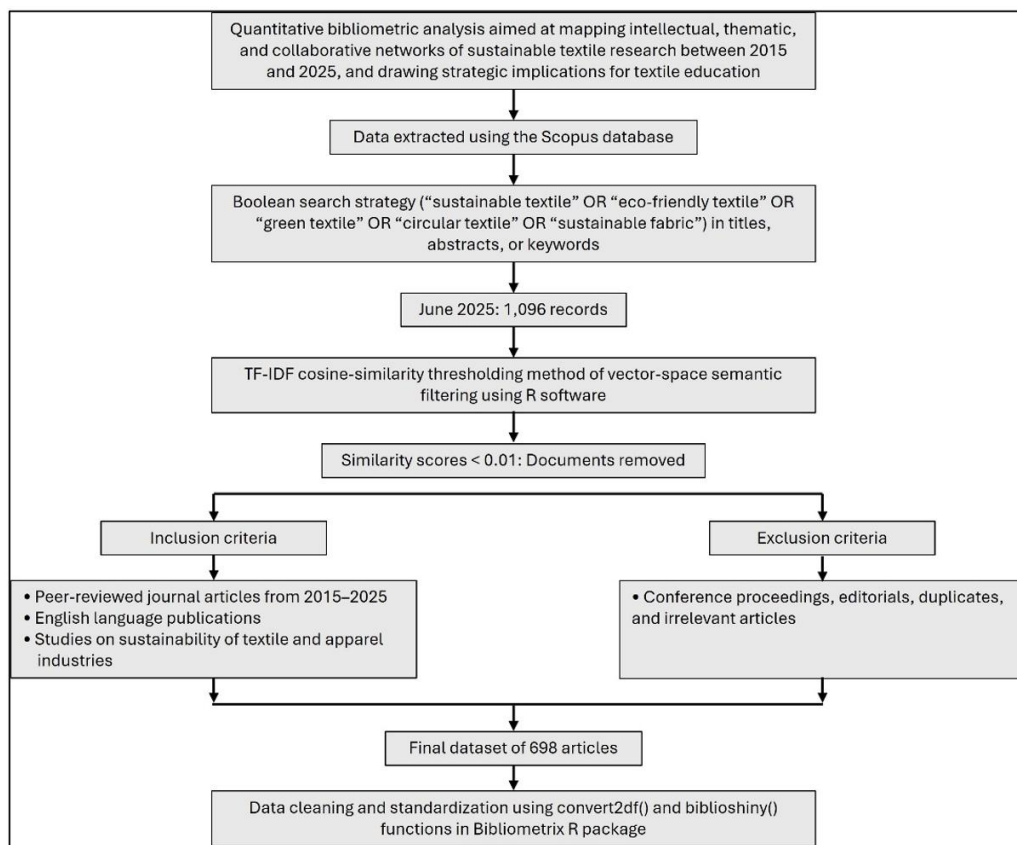 Quantitative bibliometric analysis aimed at mapping intellectual, thematic,
and collaborative networks of sustainable textile research between 2015
and 2025, and drawing strategic implications for textile education
Data extracted using the Scopus database
Boolean search strategy (“sustainable textile” OR “eco-friendly textile” OR
“green textile” OR “circular textile” OR “sustainable fabric”) in titles,
abstracts, or keywords
June 2025: 1,096 records
TF-IDF cosine-similarity thresholding method of vector-space semantic
filtering using R software
Similarity scores < 0.01: Documents removed
Inclusion criteria
• Peer-reviewed journal articles from 2015–2025
• English language publications
• Studies on sustainability of textile and apparel
industries
Exclusion criteria
• Conference proceedings, editorials, duplicates,
and irrelevant articles
Final dataset of 698 articles
Data cleaning and standardization using convert2df() and biblioshiny()
functions in Bibliometrix R package